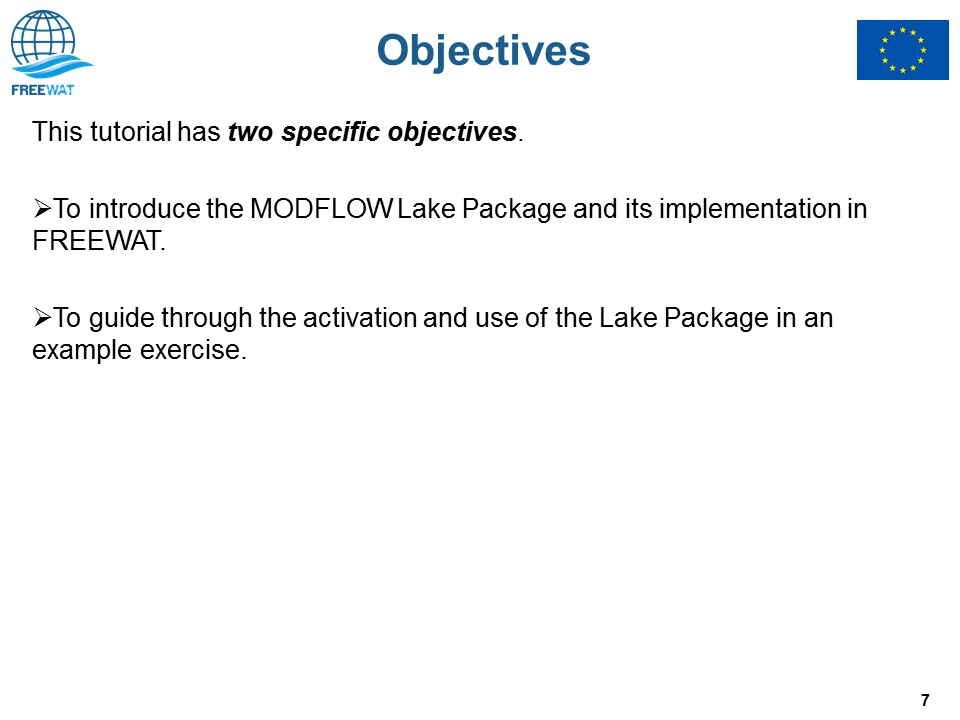 FREEWAT
Objectives
This tutorial has two specific objectives.
➢To introduce the MODFLOW Lake Package and its implementation in
FREEWAT.
➢To guide through the activation and use of the Lake Package in an
example exercise.
7